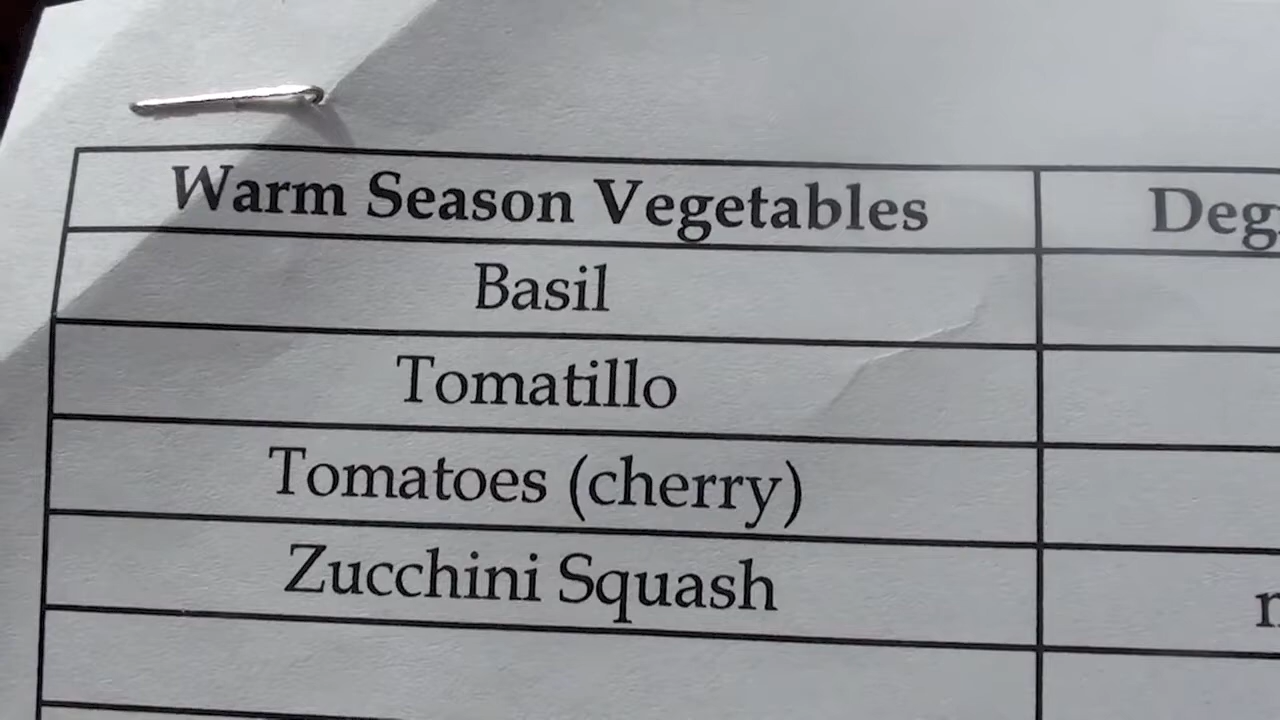 Warm Season Vegetables
Basil
Tomatillo
Tomatoes (cherry)
Zucchini Squash